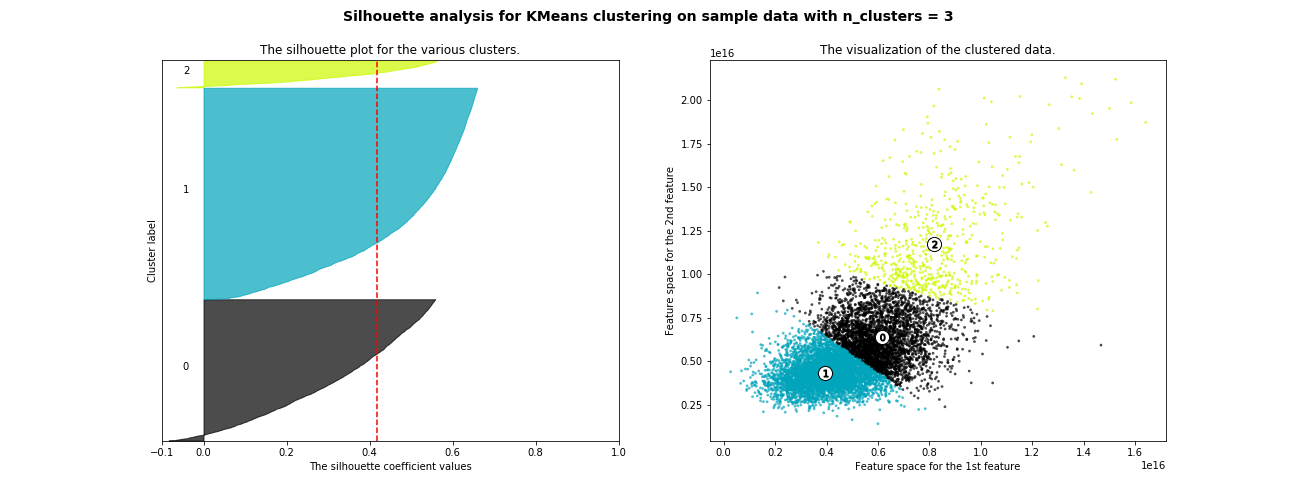 Silhouette analysis for KMeans clustering on sample data with n_clusters = 3
The silhouette plot for the various clusters.
2
1
0
Cluster label
−0.1 0.0 0.2 0.4 0.6 0.8 1.0
The silhouette coefficient values
The visualization of the clustered data.
1e16
2.00
1.75
1.50
1.25
1.00
0.75
0.50
0.25
Feature space for the 2nd feature
2
0
1
0.0 0.2 0.4 0.6 0.8 1.0 1.2 1.4 1.6
1e16
Feature space for the 1st feature